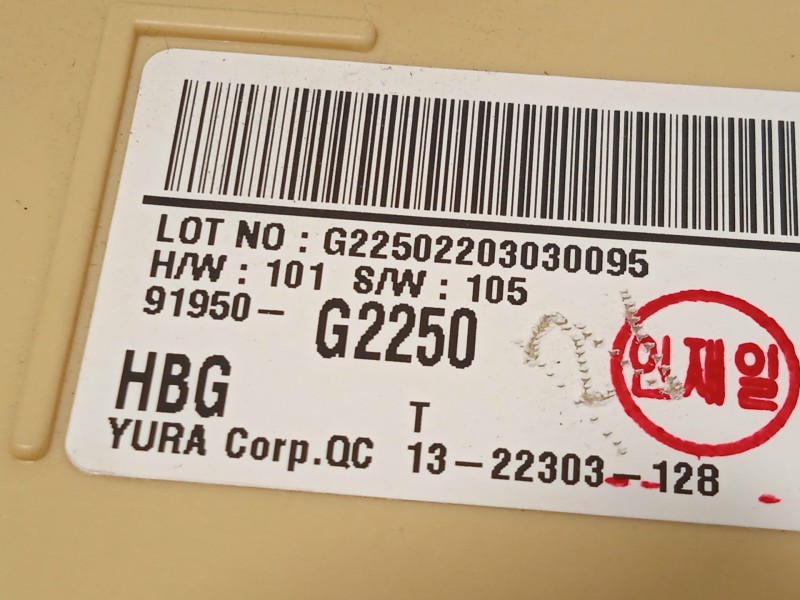 LOT NO : G22502203030095
H/W : 101 S/W : 105
91950- G2250
HBG
T
YURA Corp.QC 13-22303-128
인재일